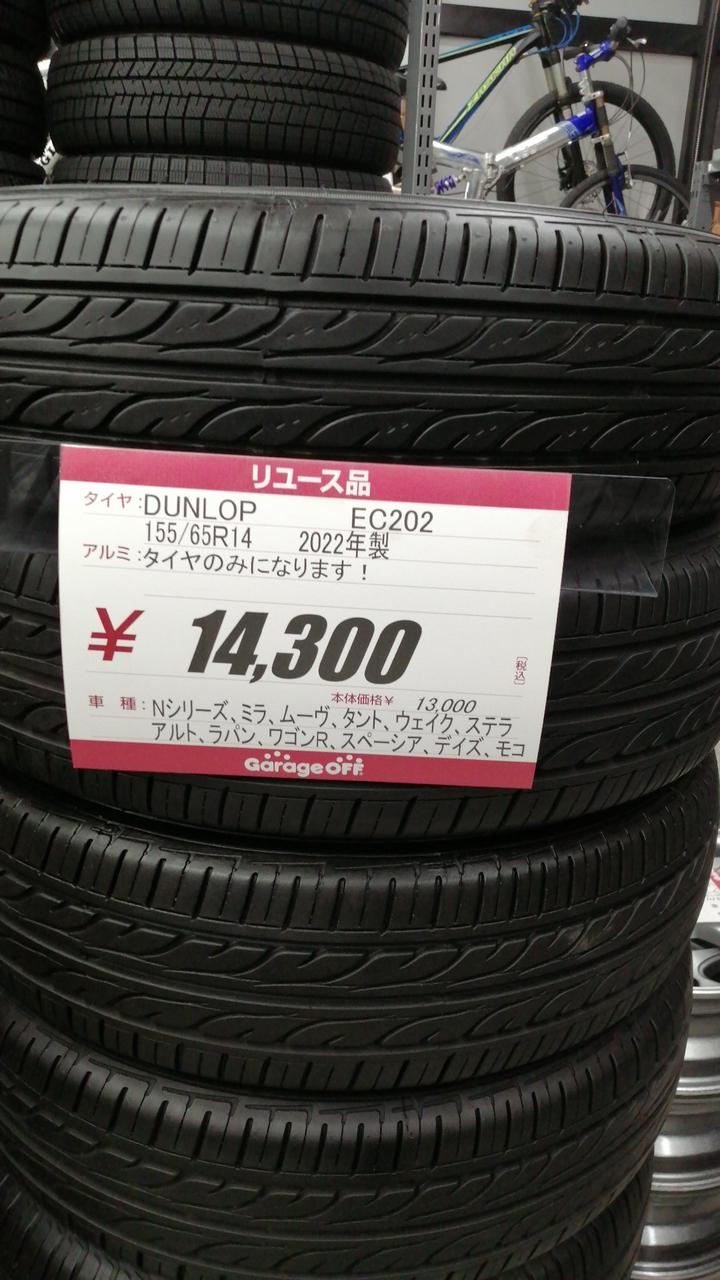 リユース品
タイヤ:DUNLOP EC202
155/65R14 2022年製
アルミ:タイヤのみになります!
¥ 14,300 (税込)
本体価格¥ 13,000
車種:Nシリーズ、ミラ、ムーヴ、タント、ウェイク、ステラ
アルト、ラパン、ワゴンR、スペーシア、デイズ、モコ
GarageOFF